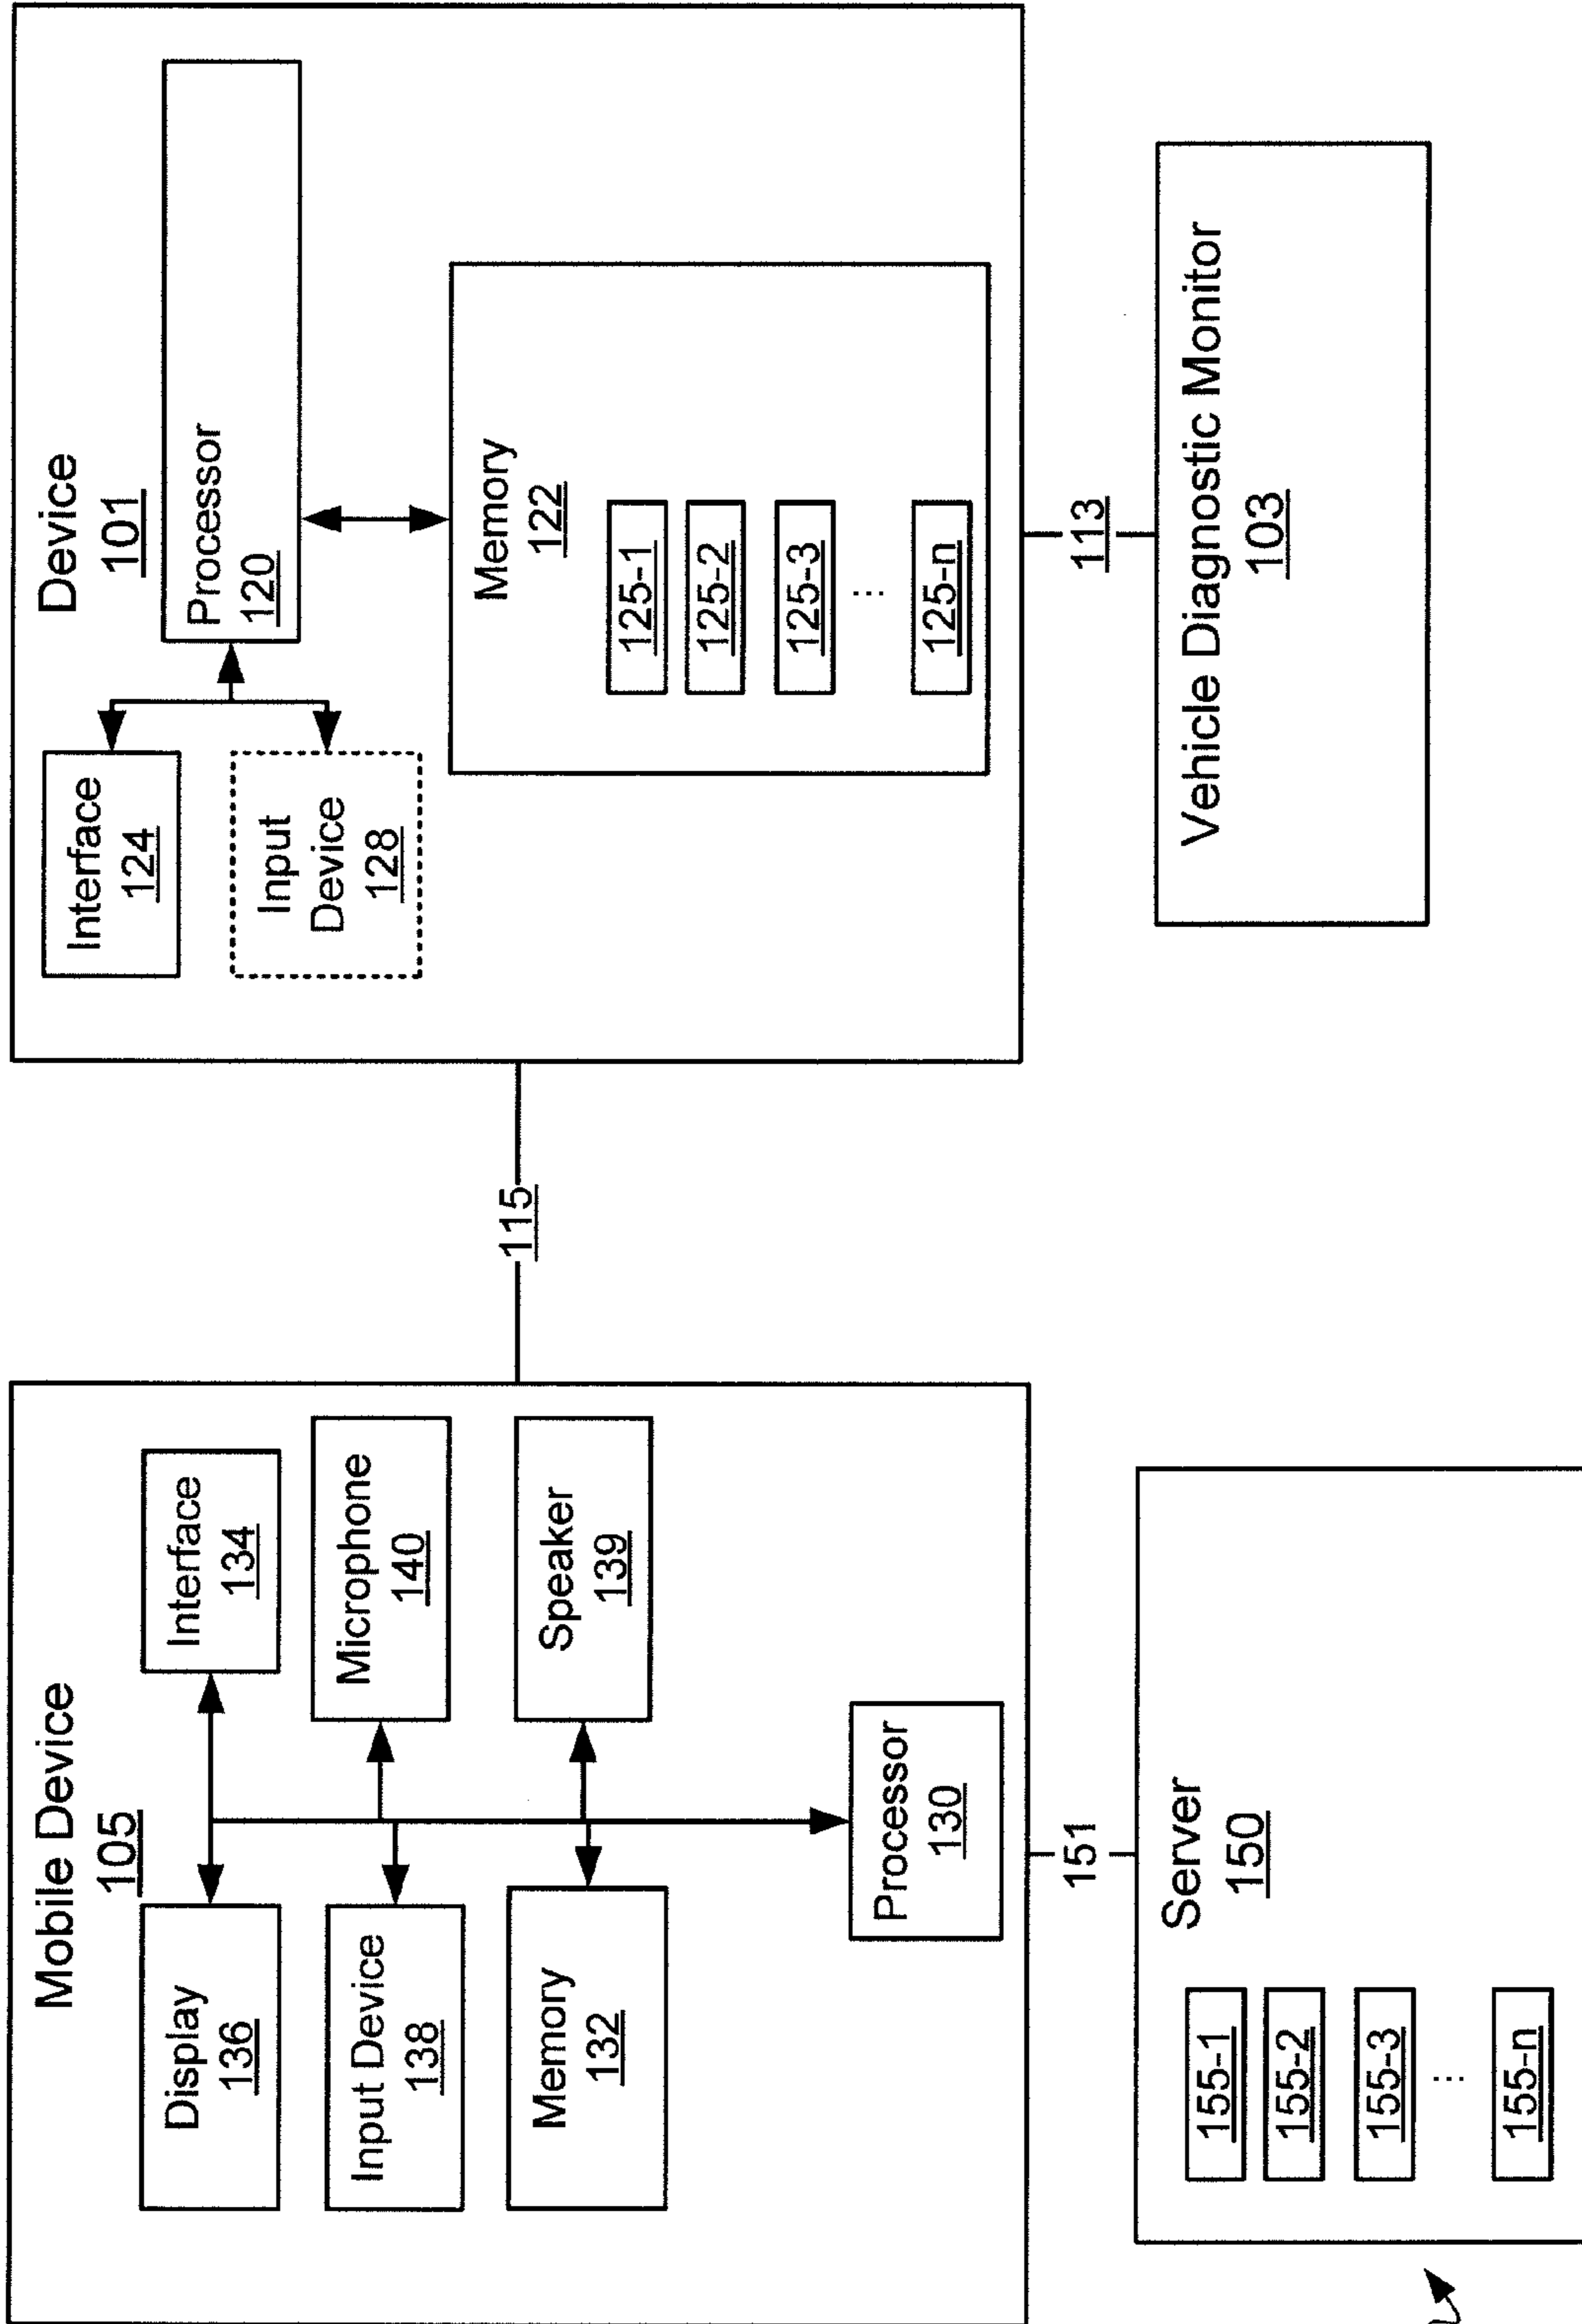 Mobile Device
105
Display
136
Interface
134
Input Device
138
Microphone
140
Memory
132
Speaker
139
Processor
130
115
Device
101
Interface
124
Input
Device
128
Processor
120
Memory
122
125-1
125-2
125-3
...
125-n
151
Server
150
155-1
155-2
155-3
...
155-n
113
Vehicle Diagnostic Monitor
103